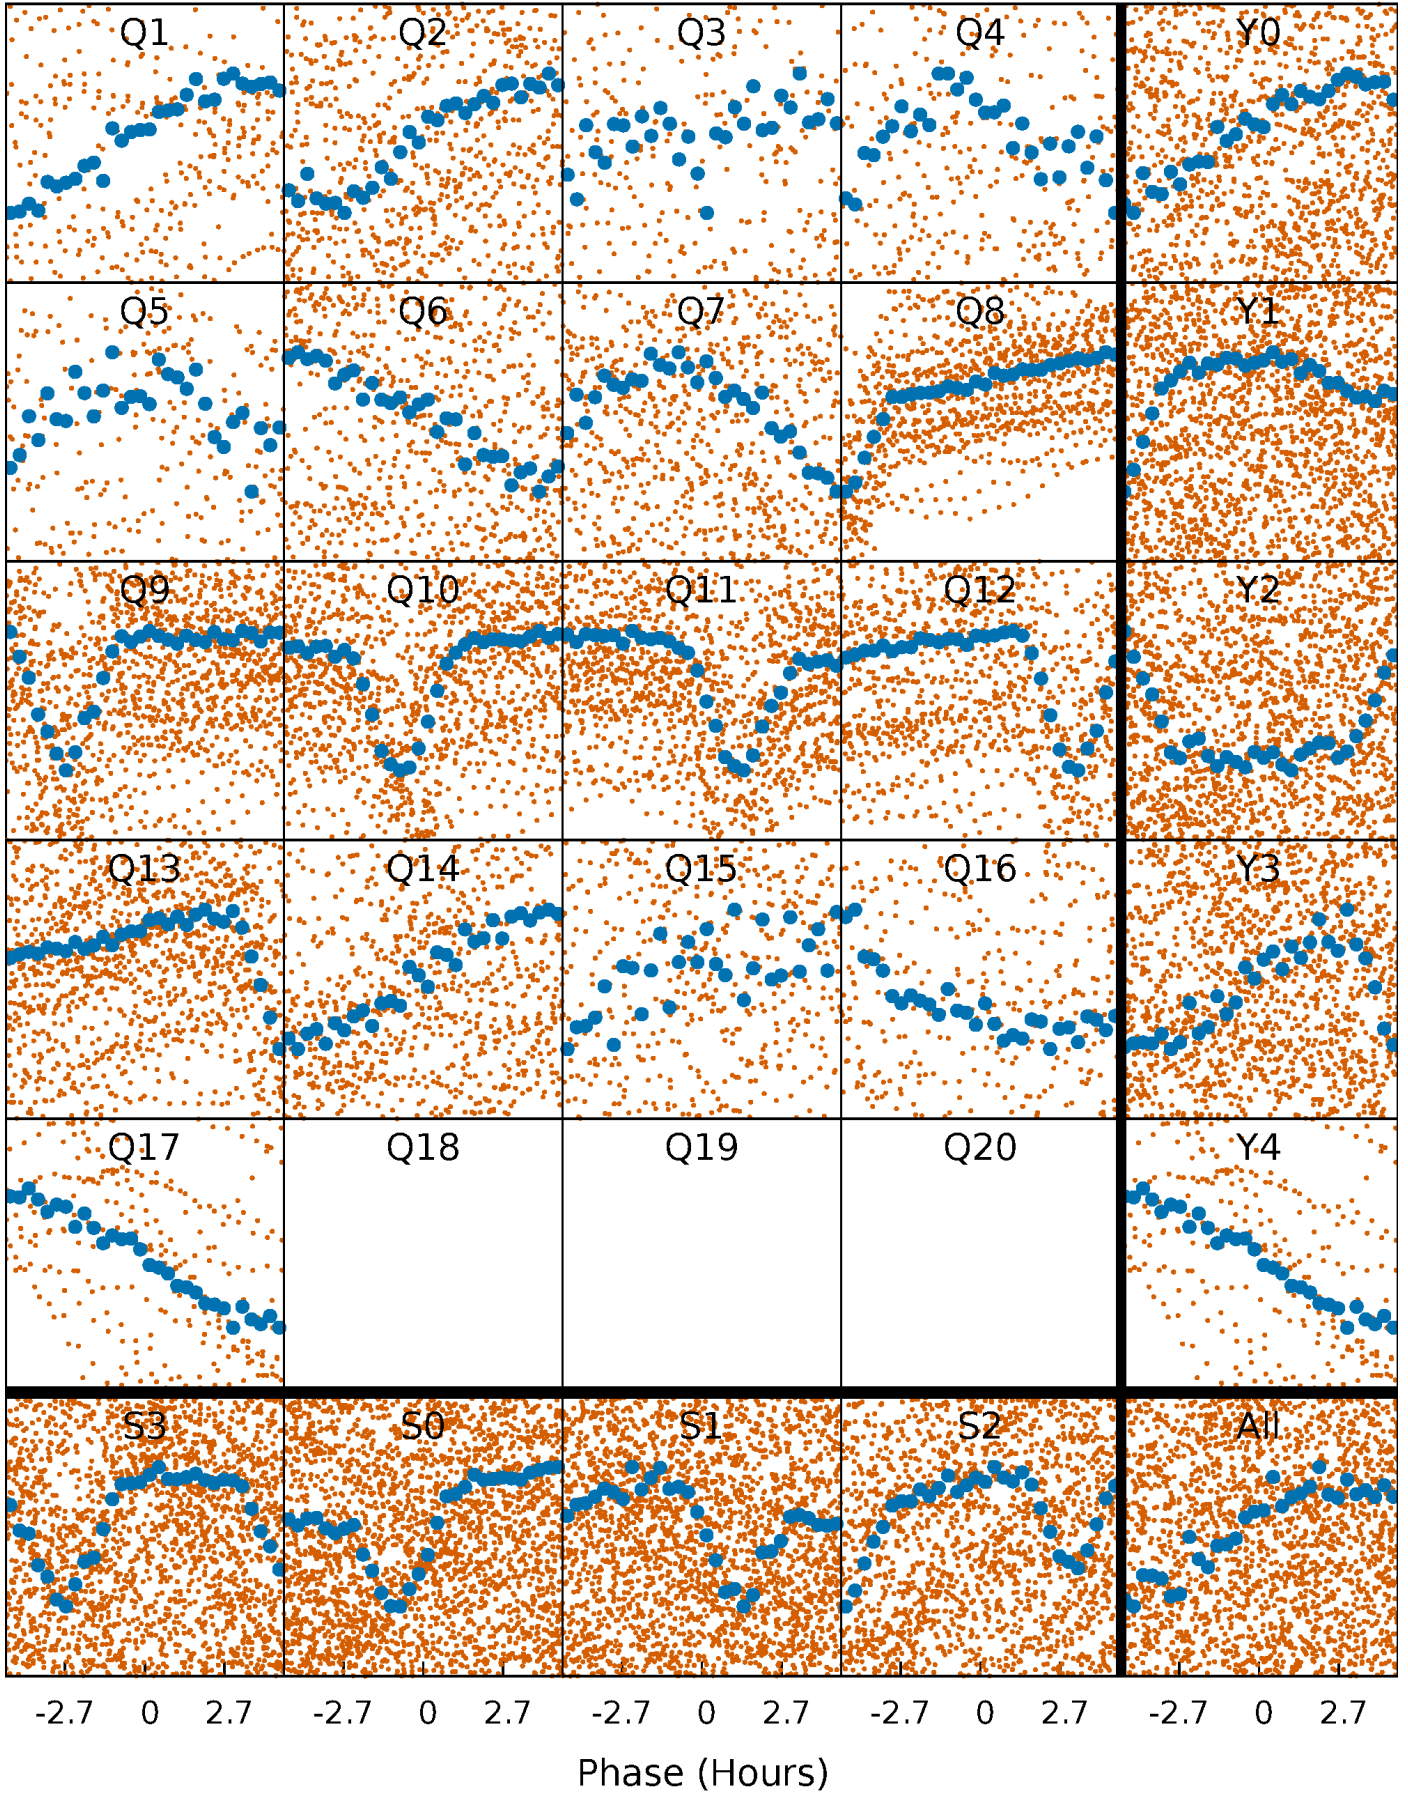 Q1 Q2 Q3 Q4 Y0
Q5 Q6 Q7 Q8 Y1
Q9 Q10 Q11 Q12 Y2
Q13 Q14 Q15 Q16 Y3
Q17 Q18 Q19 Q20 Y4
S3 S0 S1 S2 All
-2.7 0 2.7 -2.7 0 2.7 -2.7 0 2.7 -2.7 0 2.7 -2.7 0 2.7
Phase (Hours)